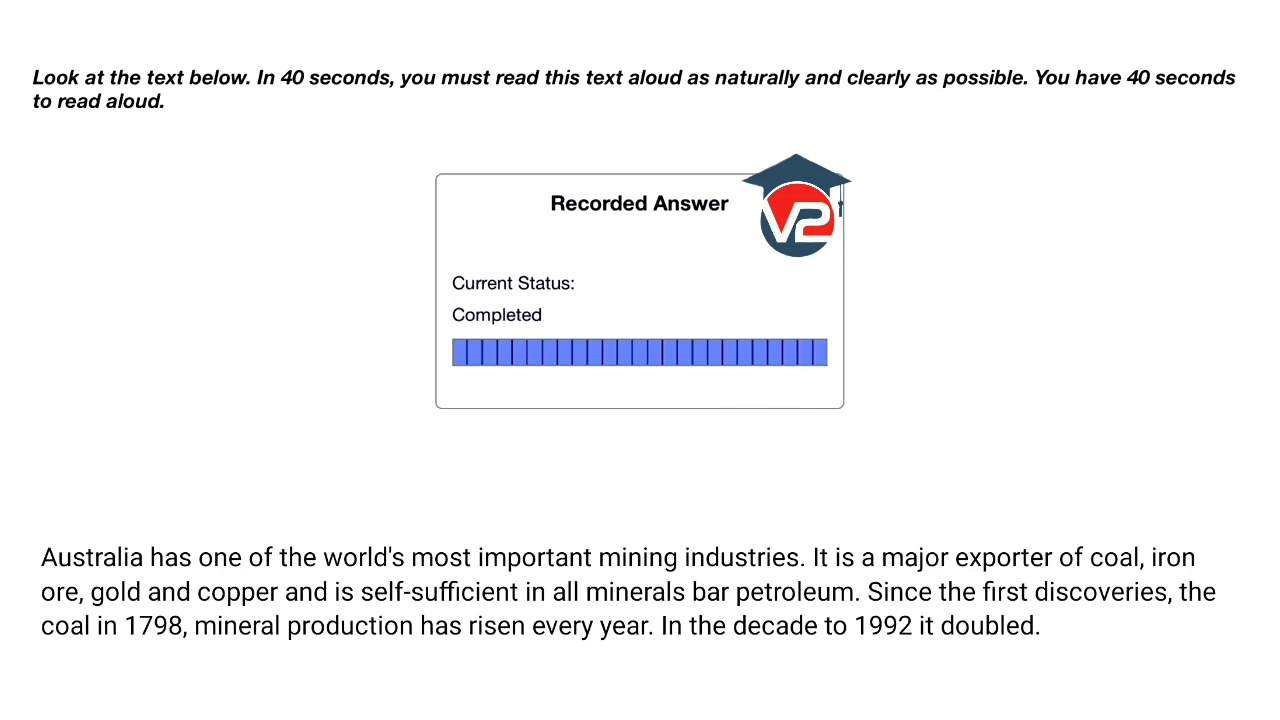 Look at the text below. In 40 seconds, you must read this text aloud as naturally and clearly as possible. You have 40 seconds
to read aloud.
Recorded Answer
V2
Current Status:
Completed
Australia has one of the world's most important mining industries. It is a major exporter of coal, iron
ore, gold and copper and is self-sufficient in all minerals bar petroleum. Since the first discoveries, the
coal in 1798, mineral production has risen every year. In the decade to 1992 it doubled.